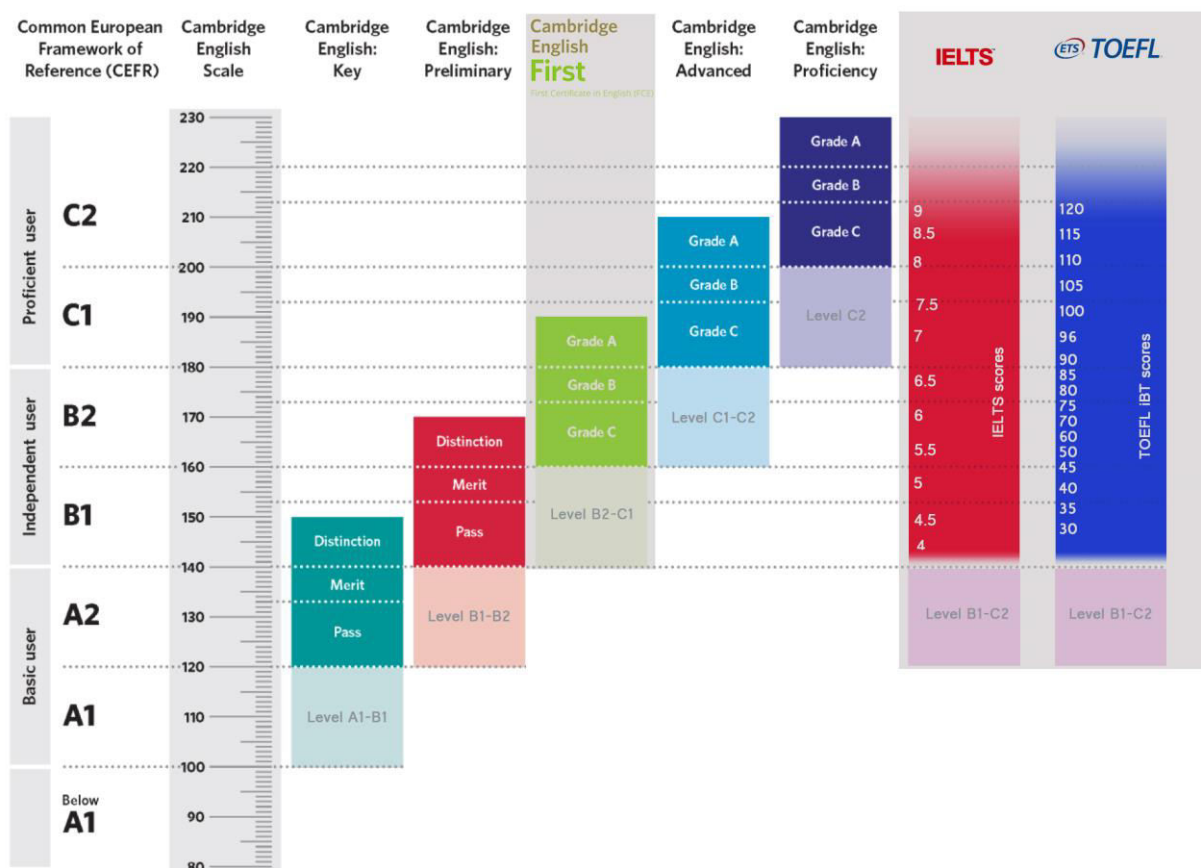 Common European
Framework of
Reference (CEFR)
Cambridge
English
Scale
Cambridge
English:
Key
Cambridge
English:
Preliminary
Cambridge
English
First
First Certificate in English (FCE)
Cambridge
English:
Advanced
Cambridge
English:
Proficiency
IELTS
ETS TOEFL
Proficient user
Independent user
Basic user
C2
C1
B2
B1
A2
A1
Below
A1
230
220
210
200
190
180
170
160
150
140
130
120
110
100
90
80
Distinction
Merit
Pass
Level A1-B1
Distinction
Merit
Pass
Level B1-B2
Grade A
Grade B
Grade C
Level B2-C1
Grade A
Grade B
Grade C
Level C1-C2
Grade A
Grade B
Grade C
Level C2
9
8.5
8
7.5
7
6.5
6
5.5
5
4.5
4
IELTS scores
Level B1-C2
120
115
110
105
100
96
90
85
80
75
70
60
50
45
40
35
30
TOEFL iBT scores
Level B1-C2